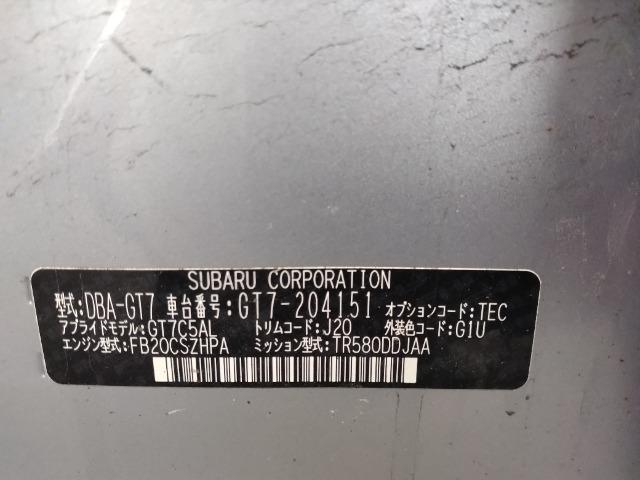 SUBARU CORPORATION
型式:DBA-GT7 車台番号:GT7-204151 オプションコード:TEC
アプライドモデル:GT7C5AL トリムコード:J20 外装色コード:G1U
エンジン型式:FB20CSZHPA ミッション型式:TR580DDJAA